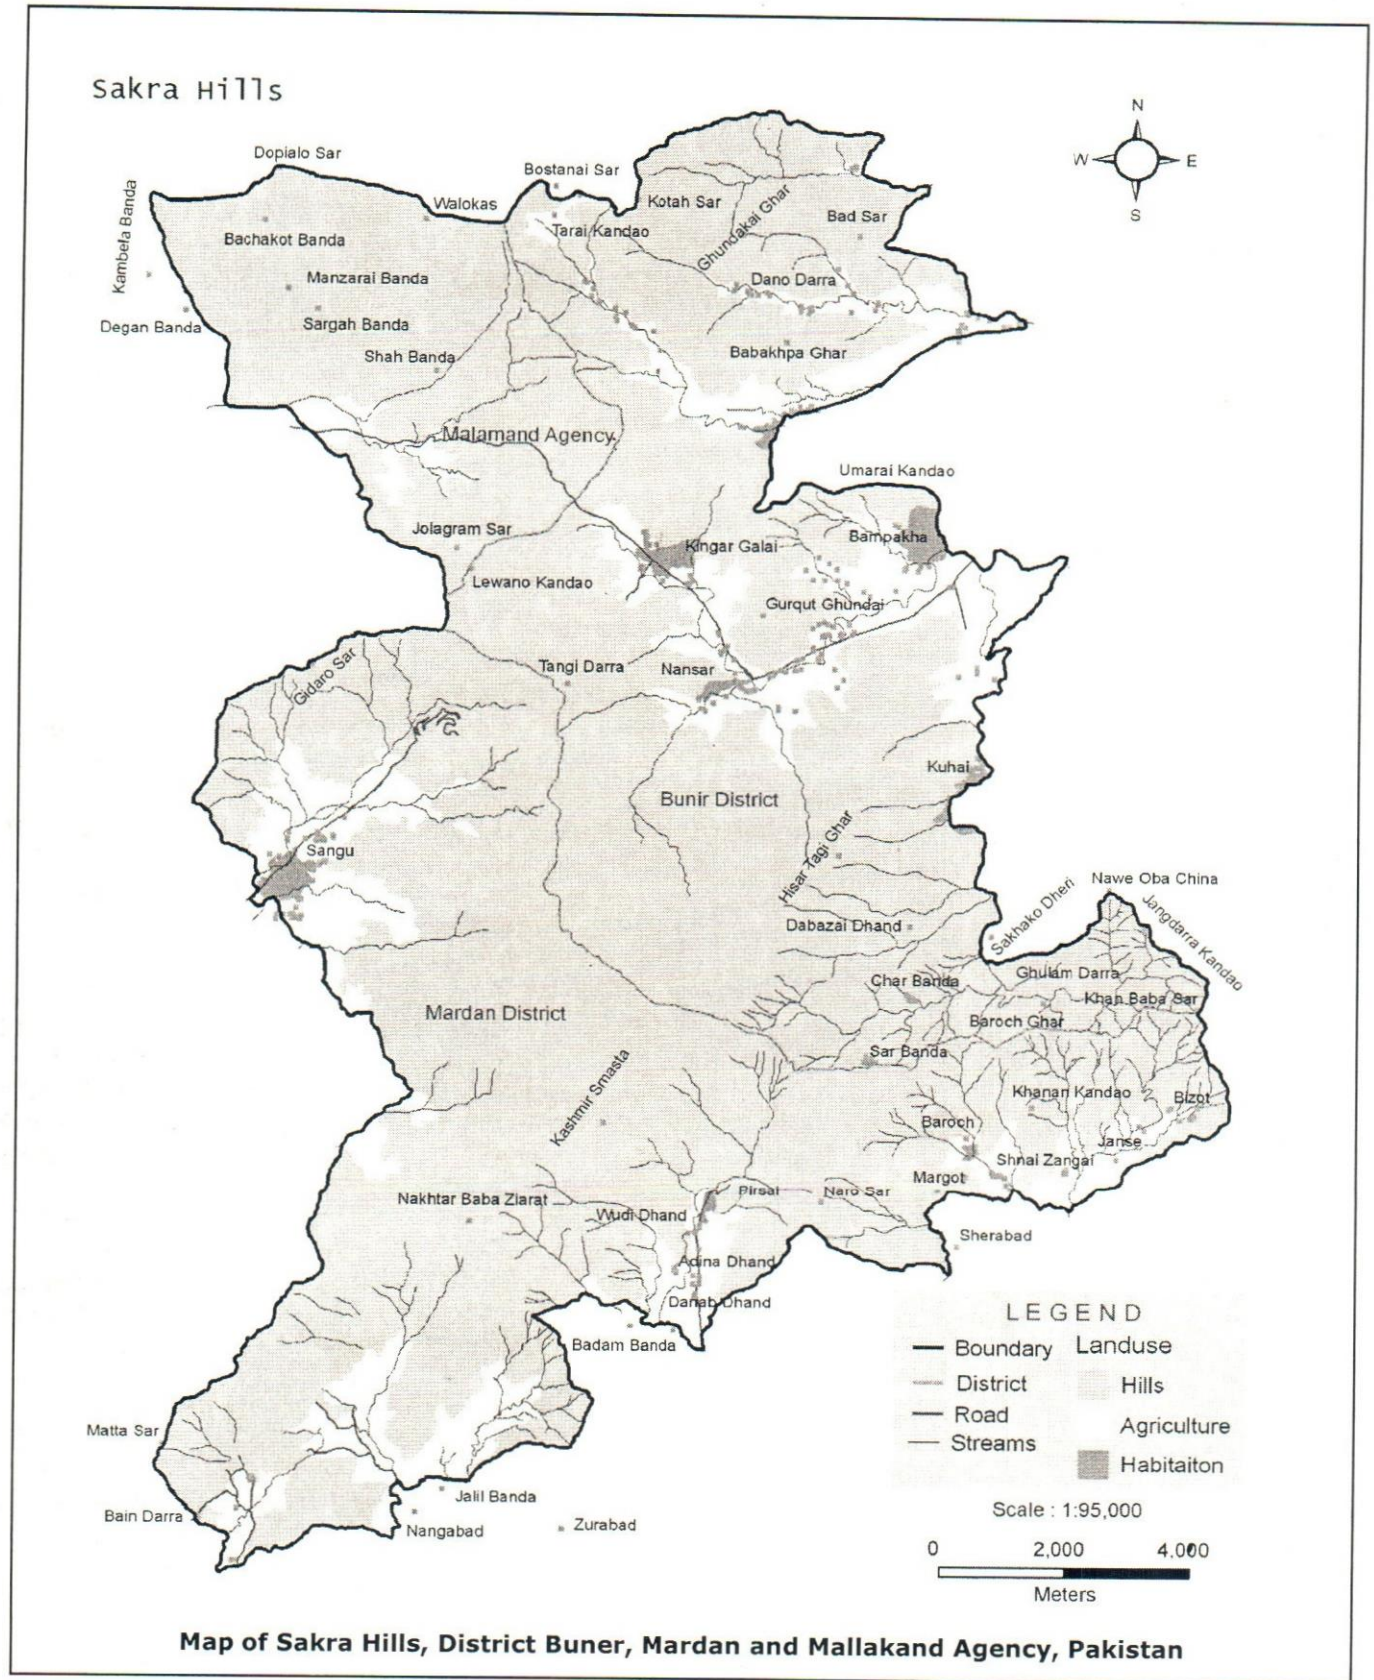 Sakra Hills
N
W E
S
Dopialo Sar
Bostanai Sar
Kambela Banda
Walokas
Kotah Sar
Ghundakai Ghar
Bad Sar
Tarai Kandao
Bachakot Banda
Manzarai Banda
Dano Darra
Degan Banda
Sargah Banda
Shah Banda
Babakhpa Ghar
Malamand Agency
Umarai Kandao
Jolagram Sar
Kingar Galai
Bampakha
Lewano Kandao
Gurqut Ghundai
Gidaro Sar
Tangi Darra
Nansar
Kuhai
Bunir District
Sangu
Hisar Tagi Ghar
Nawe Oba China
Sakhako Dheri
Jangdarra Kandao
Dabazai Dhand
Char Banda
Ghulam Darra
Khan Baba Sar
Mardan District
Baroch Ghar
Sar Banda
Kashmir Smasta
Khanan Kandao
Bizot
Baroch
Janse
Shnai Zangai
Margot
Nakhtar Baba Ziarat
Pirsai
Naro Sar
Wudi Dhand
Sherabad
Adina Dhand
Danab Dhand
Badam Banda
Matta Sar
Bain Darra
Jalil Banda
Nangabad
Zurabad
LEGEND
Boundary Landuse
District Hills
Road Agriculture
Streams
Habitaiton
Scale : 1:95,000
0 2,000 4,000
Meters
Map of Sakra Hills, District Buner, Mardan and Mallakand Agency, Pakistan